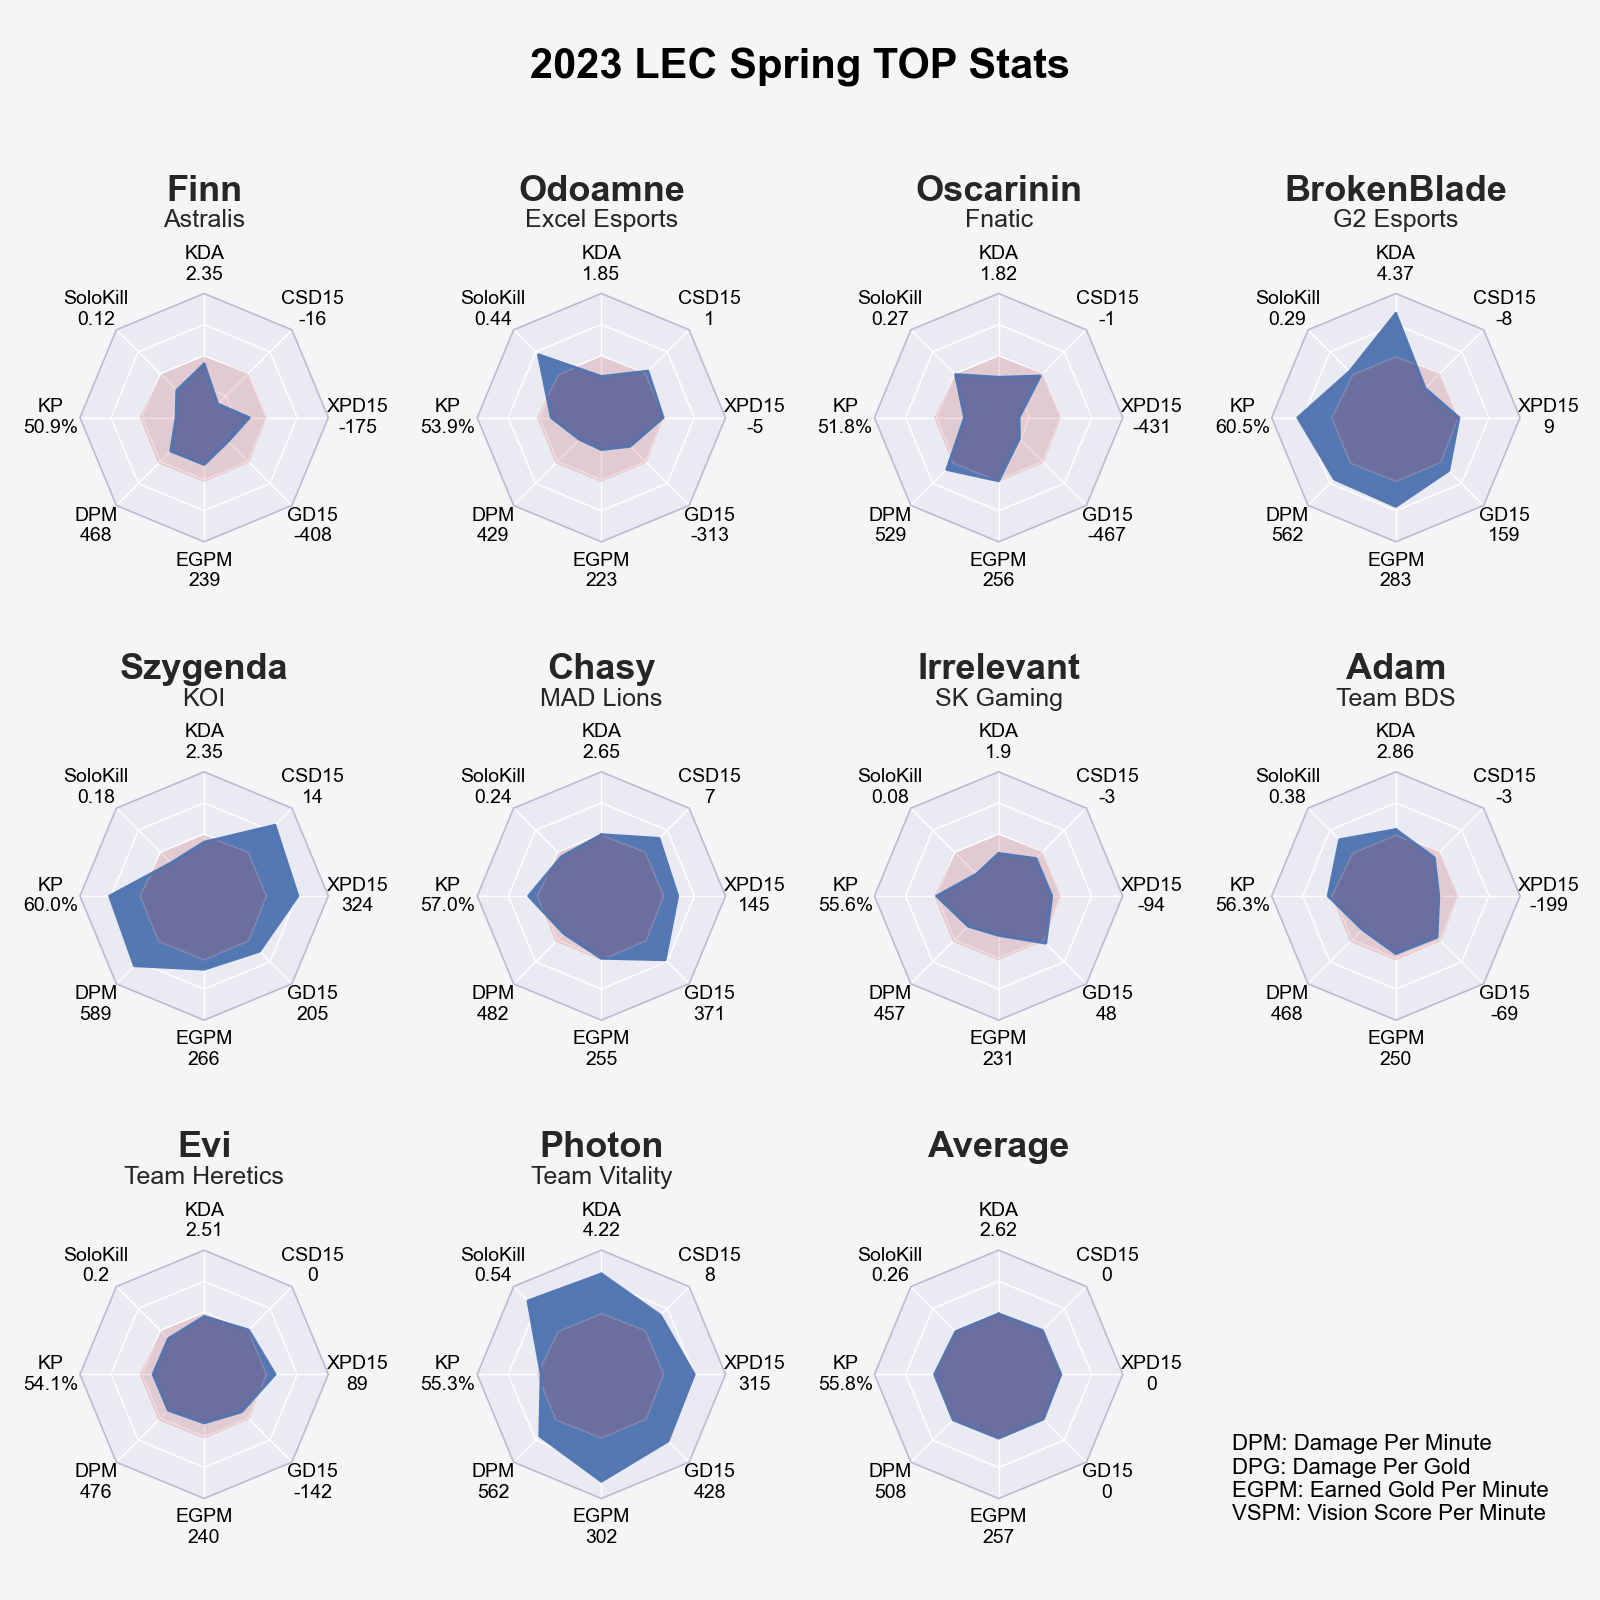 2023 LEC Spring TOP Stats
Finn
Astralis
KDA
2.35
SoloKill
0.12
CSD15
-16
KP
50.9%
XPD15
-175
DPM
468
GD15
-408
EGPM
239
Odoamne
Excel Esports
KDA
1.85
SoloKill
0.44
CSD15
1
KP
53.9%
XPD15
-5
DPM
429
GD15
-313
EGPM
223
Oscarinin
Fnatic
KDA
1.82
SoloKill
0.27
CSD15
-1
KP
51.8%
XPD15
-431
DPM
529
GD15
-467
EGPM
256
BrokenBlade
G2 Esports
KDA
4.37
SoloKill
0.29
CSD15
-8
KP
60.5%
XPD15
9
DPM
562
GD15
159
EGPM
283
Szygenda
KOI
KDA
2.35
SoloKill
0.18
CSD15
14
KP
60.0%
XPD15
324
DPM
589
GD15
205
EGPM
266
Chasy
MAD Lions
KDA
2.65
SoloKill
0.24
CSD15
7
KP
57.0%
XPD15
145
DPM
482
GD15
371
EGPM
255
Irrelevant
SK Gaming
KDA
1.9
SoloKill
0.08
CSD15
-3
KP
55.6%
XPD15
-94
DPM
457
GD15
48
EGPM
231
Adam
Team BDS
KDA
2.86
SoloKill
0.38
CSD15
-3
KP
56.3%
XPD15
-199
DPM
468
GD15
-69
EGPM
250
Evi
Team Heretics
KDA
2.51
SoloKill
0.2
CSD15
0
KP
54.1%
XPD15
89
DPM
476
GD15
-142
EGPM
240
Photon
Team Vitality
KDA
4.22
SoloKill
0.54
CSD15
8
KP
55.3%
XPD15
315
DPM
562
GD15
428
EGPM
302
Average
KDA
2.62
SoloKill
0.26
CSD15
0
KP
55.8%
XPD15
0
DPM
508
GD15
0
EGPM
257
DPM: Damage Per Minute
DPG: Damage Per Gold
EGPM: Earned Gold Per Minute
VSPM: Vision Score Per Minute